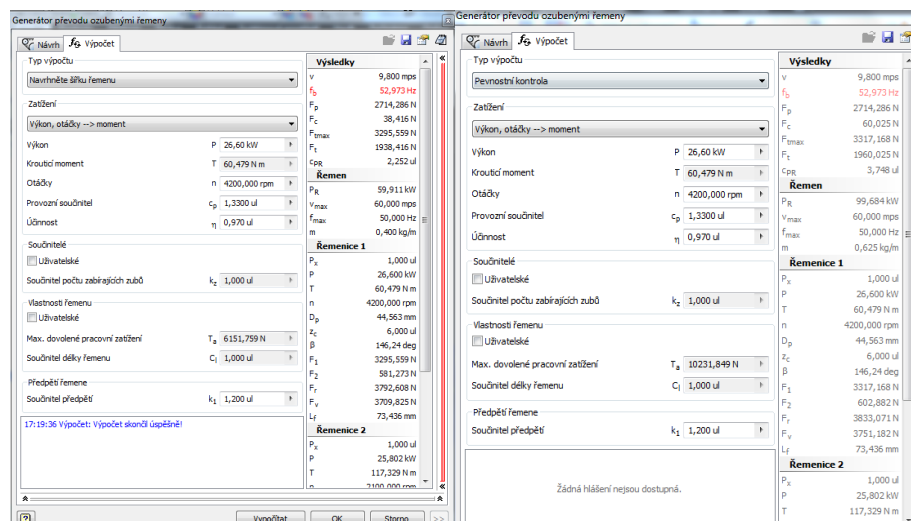 Generátor převodu ozubenými řemeny
Návrh
Výpočet
Typ výpočtu
Navrhněte šířku řemenu
Zatížení
Výkon, otáčky --> moment
Výkon P 26,60 kW
Krouticí moment T 60,479 N m
Otáčky n 4200,000 rpm
Provozní součinitel cp 1,3300 ul
Účinnost η 0,970 ul
Součinitelé
Uživatelské
Součinitel počtu zabírajících zubů kz 1,000 ul
Vlastnosti řemenu
Uživatelské
Max. dovolené pracovní zatížení Ta 6151,759 N
Součinitel délky řemenu Cl 1,000 ul
Předpětí řemene
Součinitel předpětí k1 1,200 ul
17:19:36 Výpočet: Výpočet skončil úspěšně!
Vypočítat
OK
Storno
>>
Výsledky
v 9,800 mps
fb 52,973 Hz
Fp 2714,286 N
Fc 38,416 N
Ftmax 3295,559 N
Ft 1938,416 N
cPR 2,252 ul
Řemen
PR 59,911 kW
vmax 60,000 mps
fmax 50,000 Hz
m 0,400 kg/m
Řemenice 1
Px 1,000 ul
P 26,600 kW
T 60,479 N m
n 4200,000 rpm
Dp 44,563 mm
zc 6,000 ul
β 146,24 deg
F1 3295,559 N
F2 581,273 N
Fr 3792,608 N
Fv 3709,825 N
Lf 73,436 mm
Řemenice 2
Px 1,000 ul
P 25,802 kW
T 117,329 N m
n 2100,000 rpm
Generátor převodu ozubenými řemeny
Návrh
Výpočet
Typ výpočtu
Pevnostní kontrola
Zatížení
Výkon, otáčky --> moment
Výkon P 26,60 kW
Krouticí moment T 60,479 N m
Otáčky n 4200,000 rpm
Provozní součinitel cp 1,3300 ul
Účinnost η 0,970 ul
Součinitelé
Uživatelské
Součinitel počtu zabírajících zubů kz 1,000 ul
Vlastnosti řemenu
Uživatelské
Max. dovolené pracovní zatížení Ta 10231,849 N
Součinitel délky řemenu Cl 1,000 ul
Předpětí řemene
Součinitel předpětí k1 1,200 ul
Žádná hlášení nejsou dostupná.
Výsledky
v 9,800 mps
fb 52,973 Hz
Fp 2714,286 N
Fc 60,025 N
Ftmax 3317,168 N
Ft 1960,025 N
cPR 3,748 ul
Řemen
PR 99,684 kW
vmax 60,000 mps
fmax 50,000 Hz
m 0,625 kg/m
Řemenice 1
Px 1,000 ul
P 26,600 kW
T 60,479 N m
n 4200,000 rpm
Dp 44,563 mm
zc 6,000 ul
β 146,24 deg
F1 3317,168 N
F2 602,882 N
Fr 3833,071 N
Fv 3751,182 N
Lf 73,436 mm
Řemenice 2
Px 1,000 ul
P 25,802 kW
T 117,329 N m